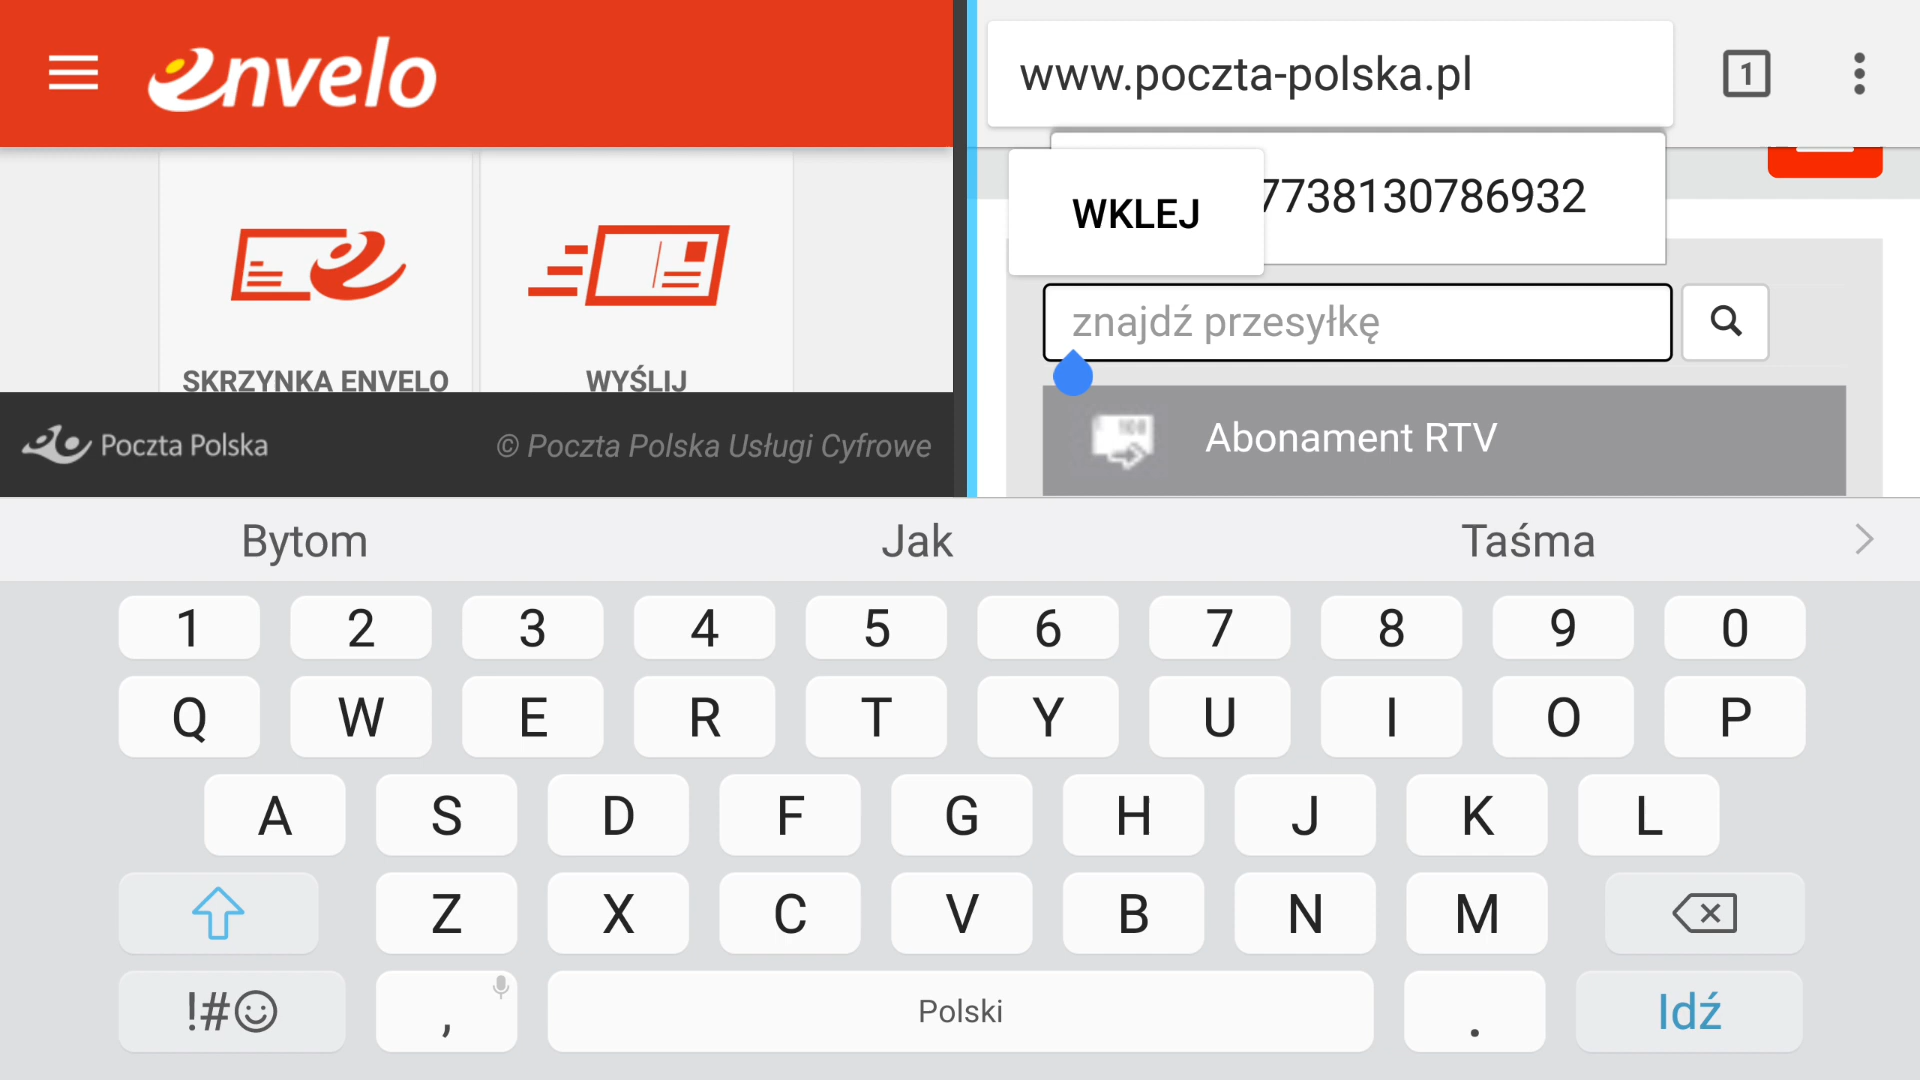 envelo
SKRZYNKA ENVELO
WYŚLIJ
Poczta Polska
© Poczta Polska Usługi Cyfrowe
www.poczta-polska.pl
1
WKLEJ
7738130786932
znajdź przesyłkę
Abonament RTV
Bytom Jak Taśma
1 2 3 4 5 6 7 8 9 0
Q W E R T Y U I O P
A S D F G H J K L
Z X C V B N M
!#☺ , Polski . Idź